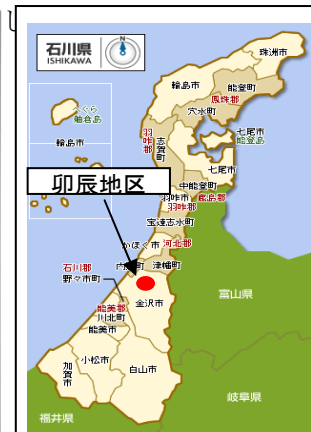 石川県
ISHIKAWA
N
珠洲市
輪島市
能登町
鳳珠郡
穴水町
へぐら
舳倉島
輪島市
羽咋郡
志賀町
七尾市
能登島
七尾市
中能登町
鹿島郡
羽咋市
羽咋郡
宝達志水町
卯辰地区
かほく市
河北郡
津幡町
石川郡
野々市町
金沢市
富山県
能美郡
川北町
能美市
小松市
加賀市
白山市
岐阜県
福井県